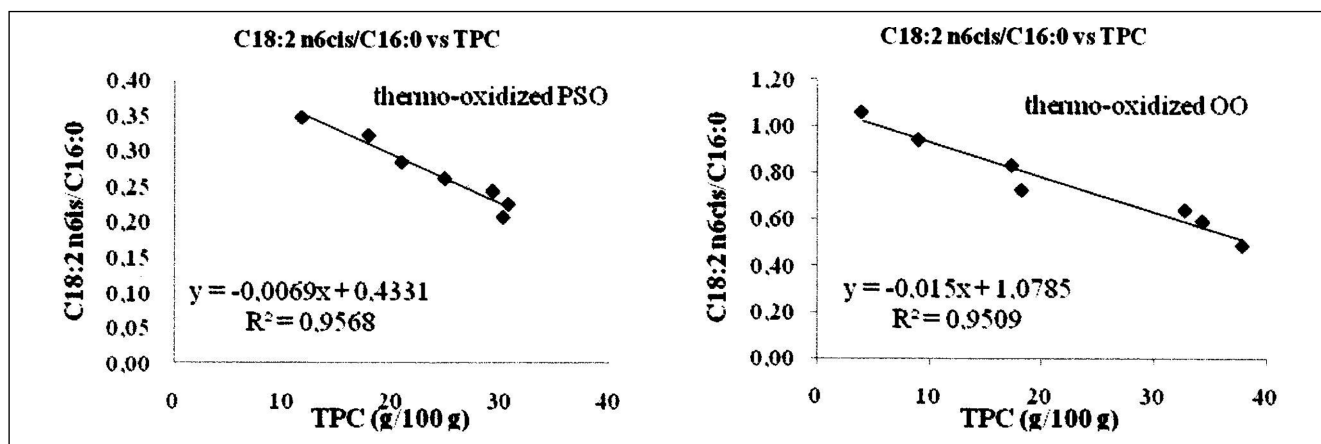 C18:2 n6cis/C16:0 vs TPC
thermo-oxidized PSO
C18:2 n6is/C16:0
0,40
0,35
0,30
0,25
0,20
0,15
0,10
0,05
0,00
y = -0,0069x + 0,4331
R² = 0,9568
0 10 20 30 40
TPC (g/100 g)
C18:2 n6cis/C16:0 vs TPC
thermo-oxidized OO
C18:2 n6cis/C16:0
1,20
1,00
0,80
0,60
0,40
0,20
0,00
y = -0,015x + 1,0785
R² = 0,9509
0 10 20 30 40
TPC (g/100 g)